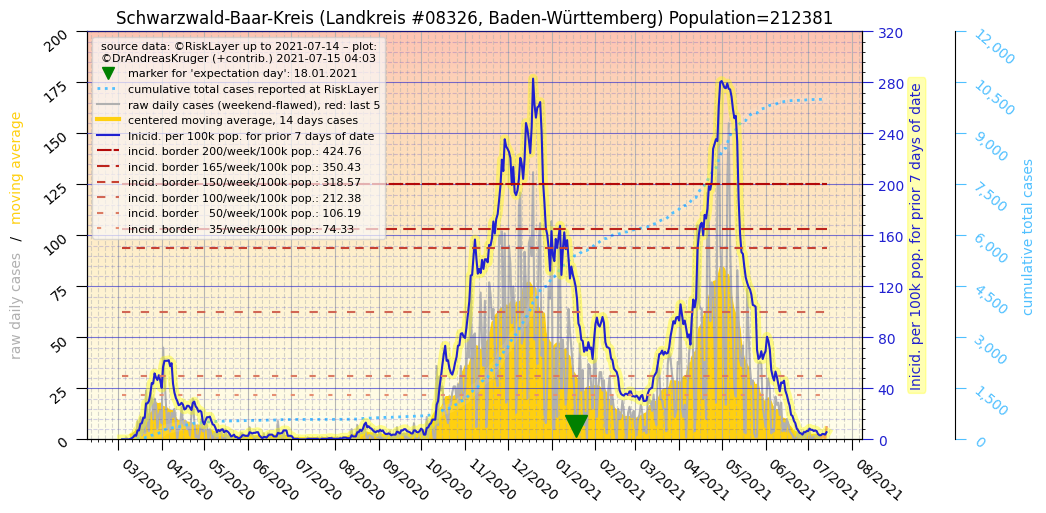 Schwarzwald-Baar-Kreis (Landkreis #08326, Baden-Württemberg) Population=212381
source data: ©RiskLayer up to 2021-07-14 – plot:
©DrAndreasKruger (+contrib.) 2021-07-15 04:03
marker for 'expectation day': 18.01.2021
cumulative total cases reported at RiskLayer
raw daily cases (weekend-flawed), red: last 5
centered moving average, 14 days cases
Inicid. per 100k pop. for prior 7 days of date
incid. border 200/week/100k pop.: 424.76
incid. border 165/week/100k pop.: 350.43
incid. border 150/week/100k pop.: 318.57
incid. border 100/week/100k pop.: 212.38
incid. border 50/week/100k pop.: 106.19
incid. border 35/week/100k pop.: 74.33
raw daily cases / moving average
200
175
150
125
100
75
50
25
0
03/2020
04/2020
05/2020
06/2020
07/2020
08/2020
09/2020
10/2020
11/2020
12/2020
01/2021
02/2021
03/2021
04/2021
05/2021
06/2021
07/2021
08/2021
320
280
240
200
160
120
80
40
0
Inicid. per 100k pop. for prior 7 days of date
12,000
10,500
9,000
7,500
6,000
4,500
3,000
1,500
0
cumulative total cases